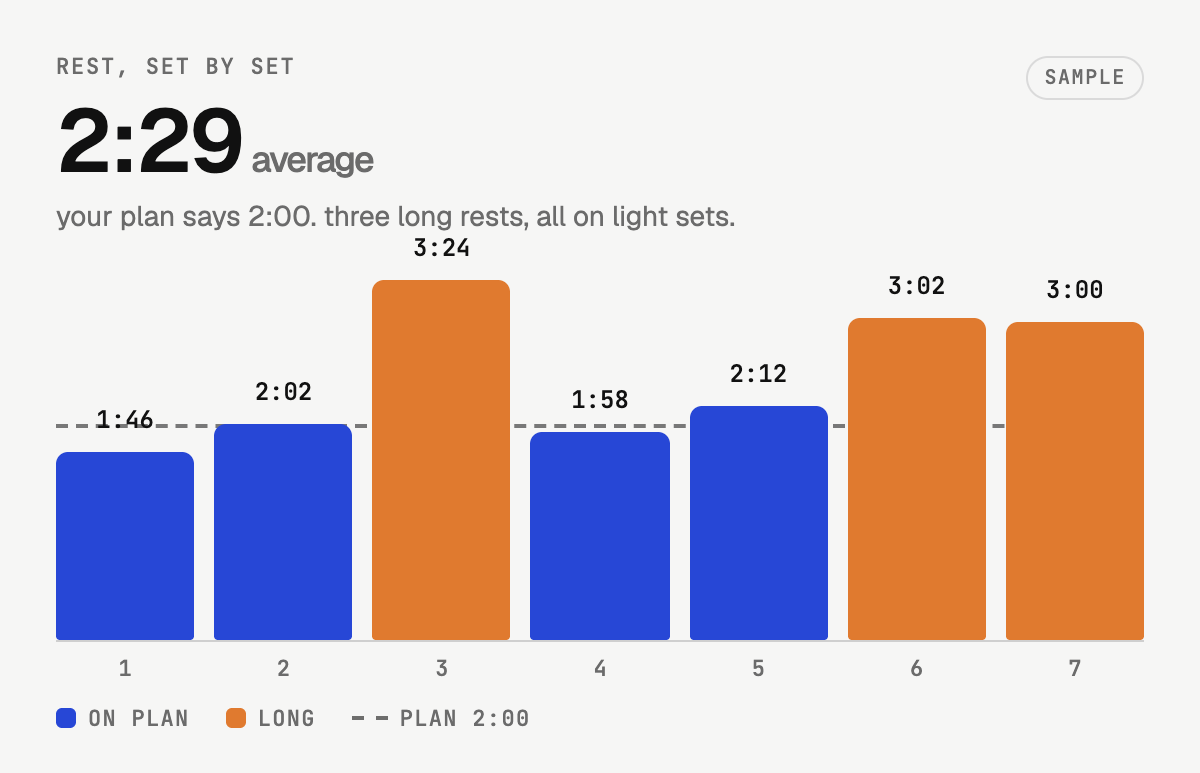 REST, SET BY SET
SAMPLE
2:29 average
your plan says 2:00. three long rests, all on light sets.
3:24
3:02
3:00
2:12
2:02
1:58
1:46
1 2 3 4 5 6 7
ON PLAN LONG PLAN 2:00